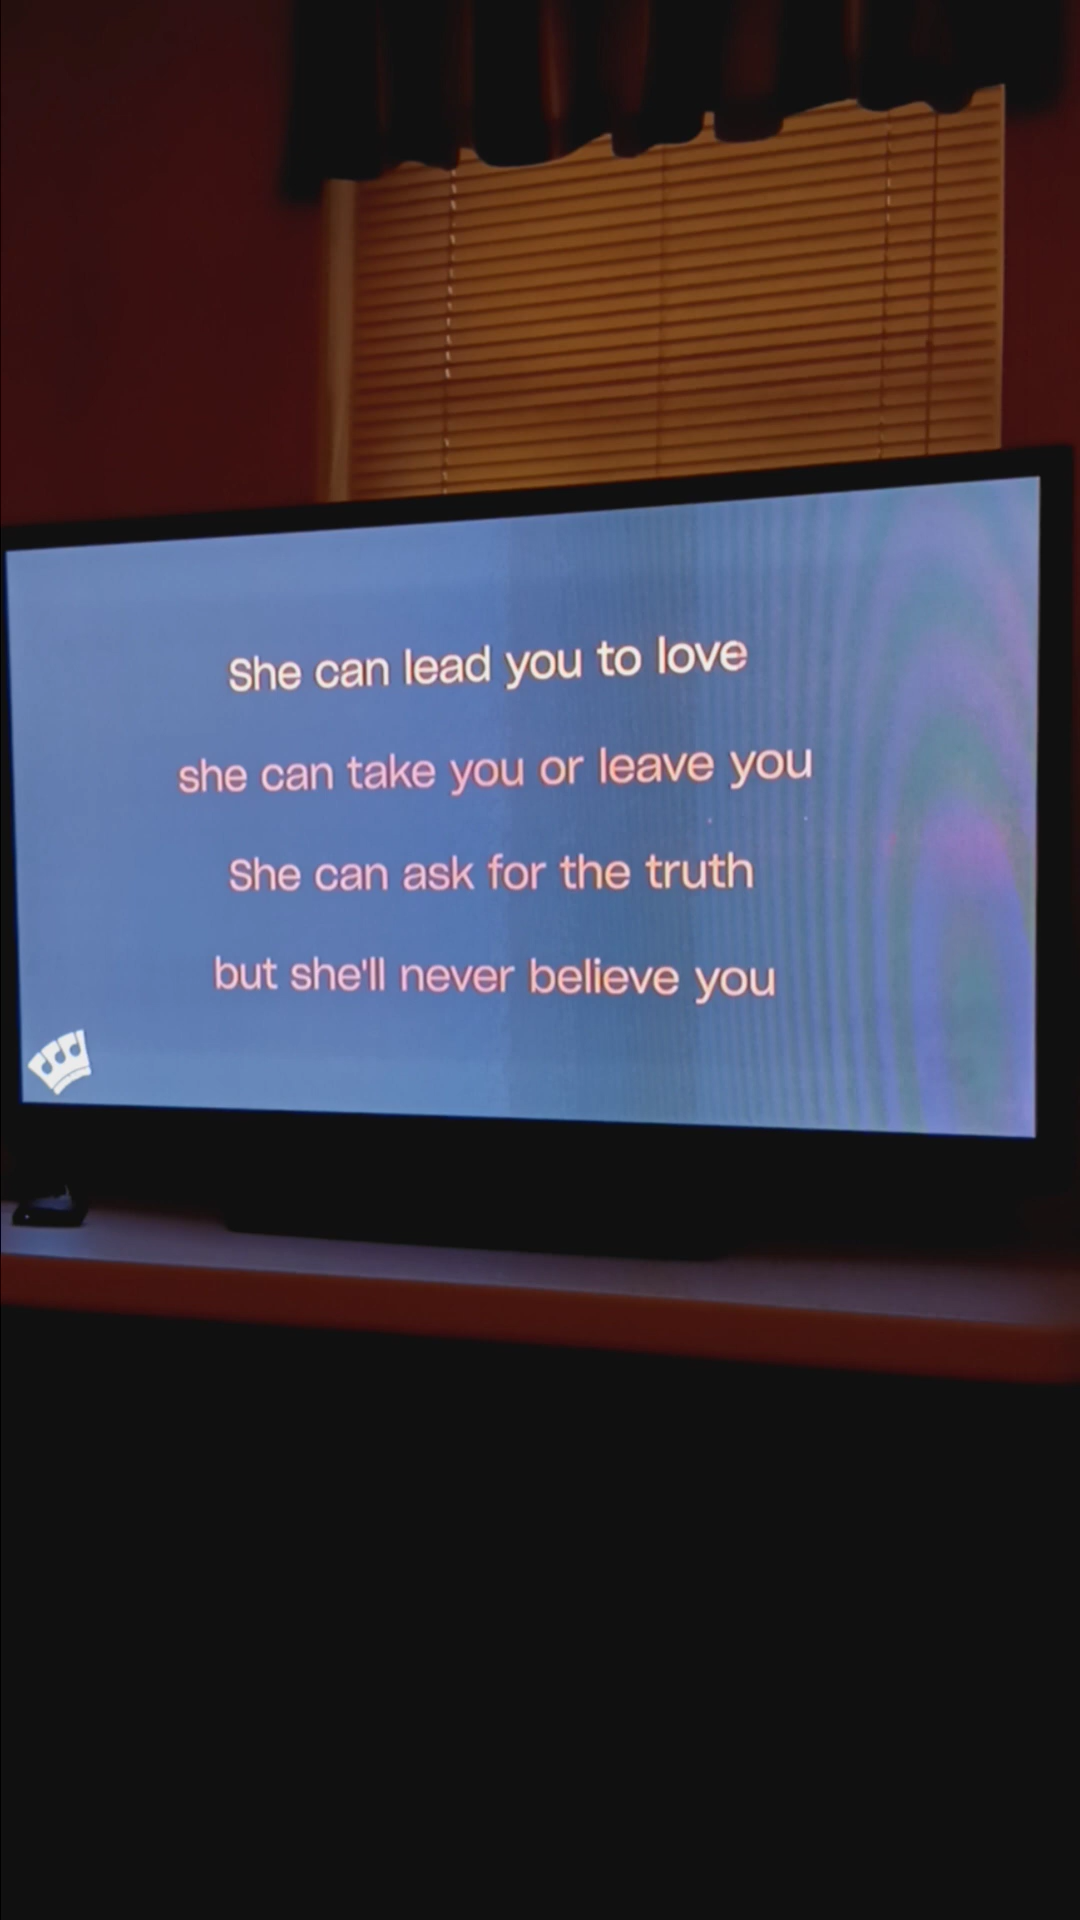 She can lead you to love
she can take you or leave you
She can ask for the truth
but she'll never believe you